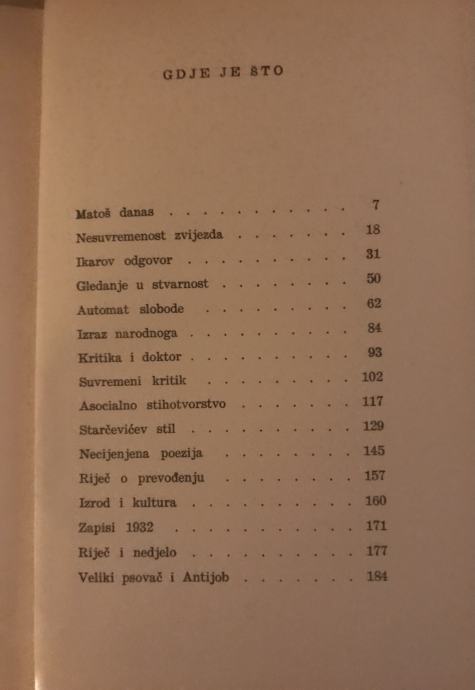 GDJE JE ŠTO
Matoš danas . . . . . . . . . . . 7
Nesuvremenost zvijezda . . . . . . . 18
Ikarov odgovor . . . . . . . . . . 31
Gledanje u stvarnost . . . . . . . . 50
Automat slobode . . . . . . . . . 62
Izraz narodnoga . . . . . . . . . . 84
Kritika i doktor . . . . . . . . . . 93
Suvremeni kritik . . . . . . . . . 102
Asocialno stihotvorstvo . . . . . . . 117
Starčevićev stil . . . . . . . . . . 129
Necijenjena poezija . . . . . . . . 145
Riječ o prevođenju . . . . . . . . 157
Izrod i kultura . . . . . . . . . . 160
Zapisi 1932 . . . . . . . . . . . 171
Riječ i nedjelo . . . . . . . . . . 177
Veliki psovač i Antijob . . . . . . . 184